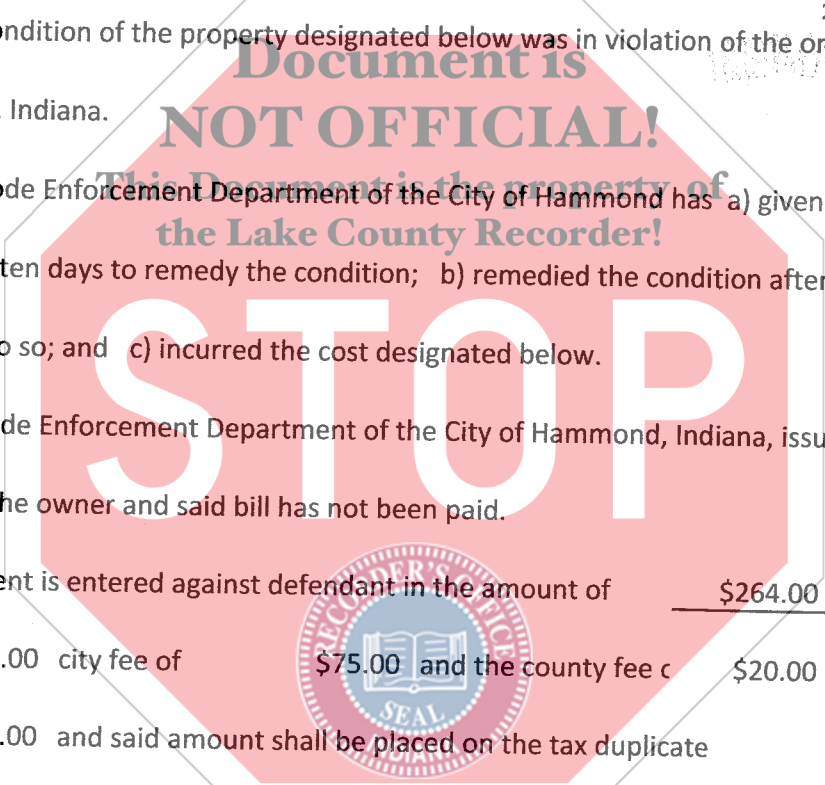 ndition of the property designated below was in violation of the or
Document is
Indiana.
NOT OFFICIAL!
This Document is the property of
de Enforcement Department of the City of Hammond has a) given
the Lake County Recorder!
ten days to remedy the condition; b) remedied the condition after
o so; and c) incurred the cost designated below.
STOP
de Enforcement Department of the City of Hammond, Indiana, issu
he owner and said bill has not been paid.
ent is entered against defendant in the amount of $264.00
RECORDER'S OFFICE
.00 city fee of $75.00 and the county fee $20.00
SEAL
.00 and said amount shall be placed on the tax duplicate
INDIANA